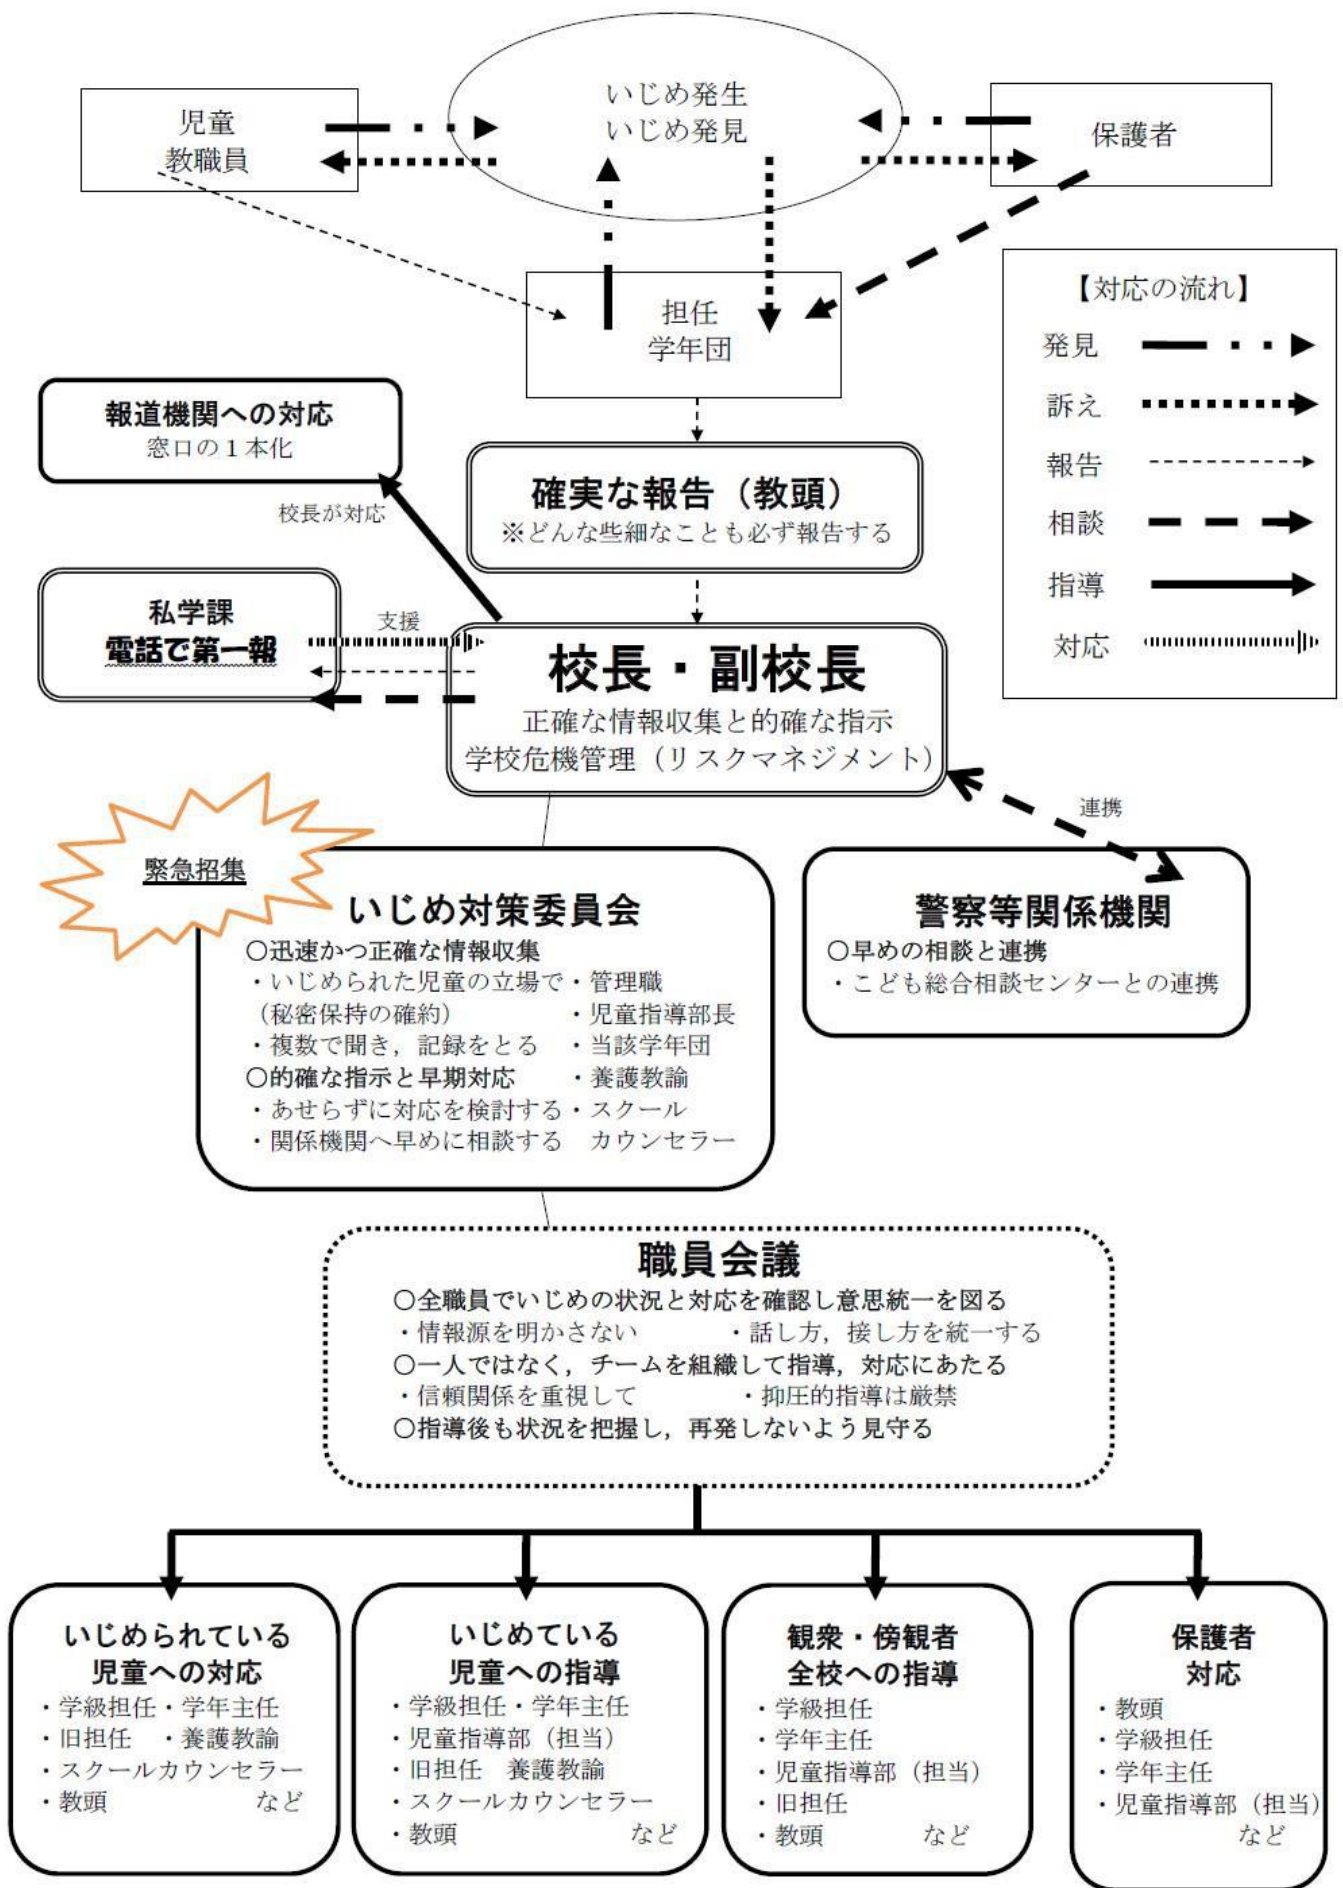 いじめ発生
いじめ発見
児童
教職員
保護者
担任
学年団
【対応の流れ】
発見
訴え
報告
相談
指導
対応
報道機関への対応
窓口の1本化
校長が対応
確実な報告（教頭）
※どんな些細なことも必ず報告する
私学課
電話で第一報
支援
校長・副校長
正確な情報収集と的確な指示
学校危機管理（リスクマネジメント）
連携
緊急招集
いじめ対策委員会
○迅速かつ正確な情報収集
・いじめられた児童の立場で・管理職
（秘密保持の確約）　・児童指導部長
・複数で聞き，記録をとる　・当該学年団
○的確な指示と早期対応　・養護教諭
・あせらずに対応を検討する・スクール
・関係機関へ早めに相談する　カウンセラー
警察等関係機関
○早めの相談と連携
・こども総合相談センターとの連携
職員会議
○全職員でいじめの状況と対応を確認し意思統一を図る
・情報源を明かさない　・話し方，接し方を統一する
○一人ではなく，チームを組織して指導，対応にあたる
・信頼関係を重視して　・抑圧的指導は厳禁
○指導後も状況を把握し，再発しないよう見守る
いじめられている
児童への対応
・学級担任・学年主任
・旧担任　・養護教諭
・スクールカウンセラー
・教頭　など
いじめている
児童への指導
・学級担任・学年主任
・児童指導部（担当）
・旧担任　養護教諭
・スクールカウンセラー
・教頭　など
観衆・傍観者
全校への指導
・学級担任
・学年主任
・児童指導部（担当）
・旧担任
・教頭　など
保護者
対応
・教頭
・学級担任
・学年主任
・児童指導部（担当）
など